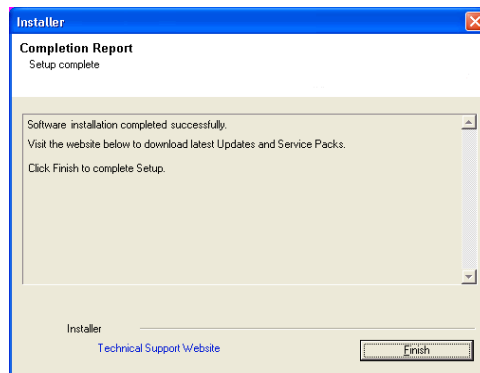 Installer
Completion Report
Setup complete
Software installation completed successfully.
Visit the website below to download latest Updates and Service Packs.
Click Finish to complete Setup.
Installer
Technical Support Website
Finish